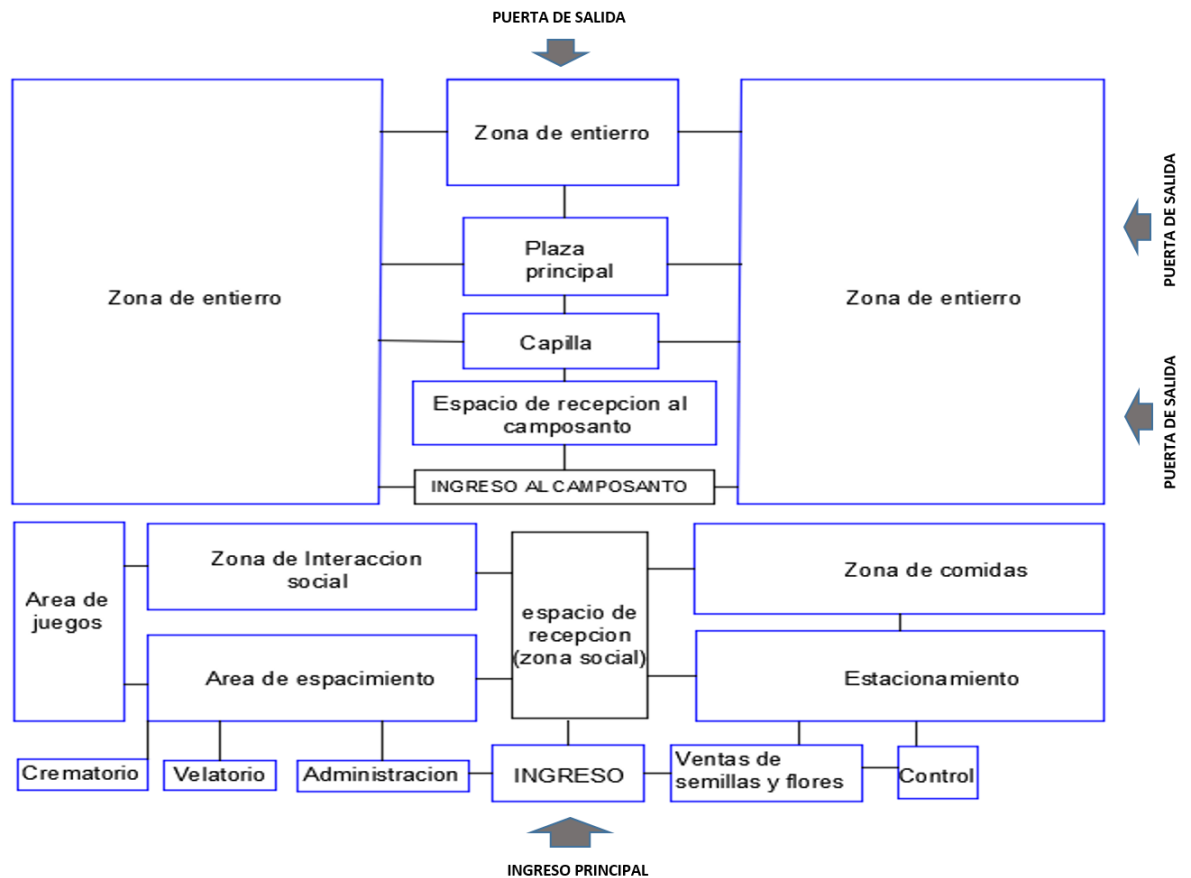 PUERTA DE SALIDA
Zona de entierro
Plaza
principal
Zona de entierro
Zona de entierro
Capilla
Espacio de recepcion al
camposanto
INGRESO AL CAMPOSANTO
PUERTA DE SALIDA
PUERTA DE SALIDA
Zona de Interaccion
social
Zona de comidas
Area de
juegos
espacio de
recepcion
(zona social)
Area de espacimiento
Estacionamiento
Crematorio
Velatorio
Administracion
INGRESO
Ventas de
semillas y flores
Control
INGRESO PRINCIPAL